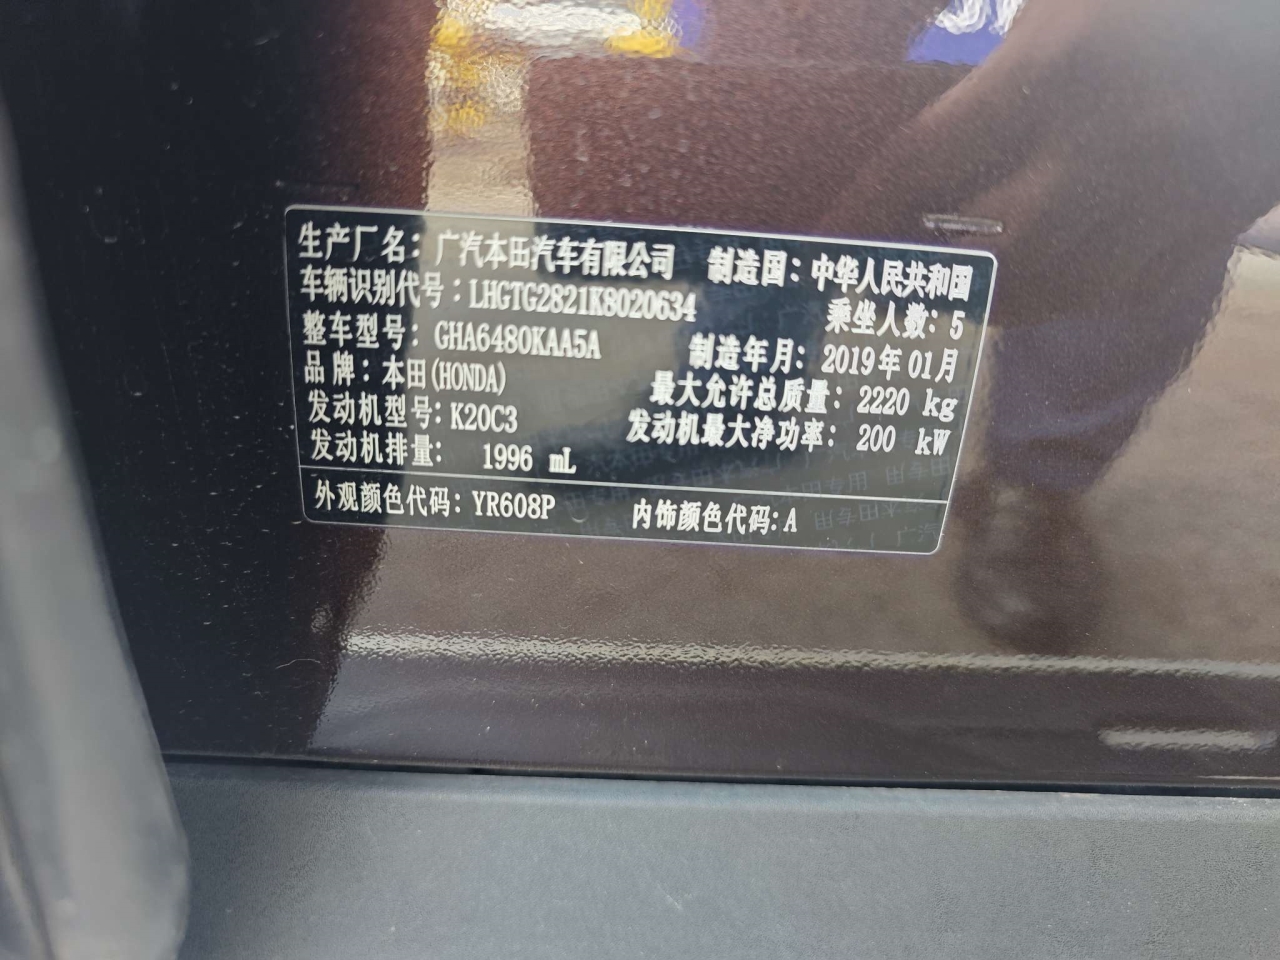 生产厂名：广汽本田汽车有限公司 制造国：中华人民共和国
车辆识别代号：LHGTG2821K8020634 乘坐人数：5
整车型号：GHA6480KAA5A 制造年月：2019年01月
品牌：本田(HONDA) 最大允许总质量：2220 kg
发动机型号：K20C3 发动机最大净功率：200 kW
发动机排量： 1996 mL
外观颜色代码：YR608P 内饰颜色代码：A